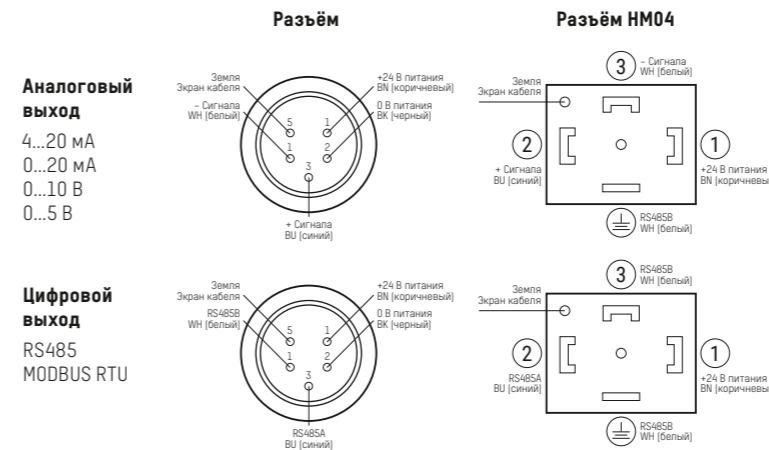 Разъём
Разъём HM04
Аналоговый
выход
4...20 мА
0...20 мА
0...10 В
0...5 В
Земля
Экран кабеля
– Сигнала
WH (белый)
+24 В питания
BN (коричневый)
0 В питания
BK (черный)
5
1
1
2
3
+ Сигнала
BU (синий)
3
– Сигнала
WH (белый)
Земля
Экран кабеля
2
+ Сигнала
BU (синий)
1
+24 В питания
BN (коричневы
RS485B
WH (белый)
Цифровой
выход
RS485
MODBUS RTU
Земля
Экран кабеля
RS485B
WH (белый)
+24 В питания
BN (коричневый)
0 В питания
BK (черный)
5
1
1
2
3
RS485A
BU (синий)
3
RS485B
WH (белый)
Земля
Экран кабеля
2
RS485A
BU (синий)
1
+24 В питания
BN (коричневы
RS485B
WH (белый)